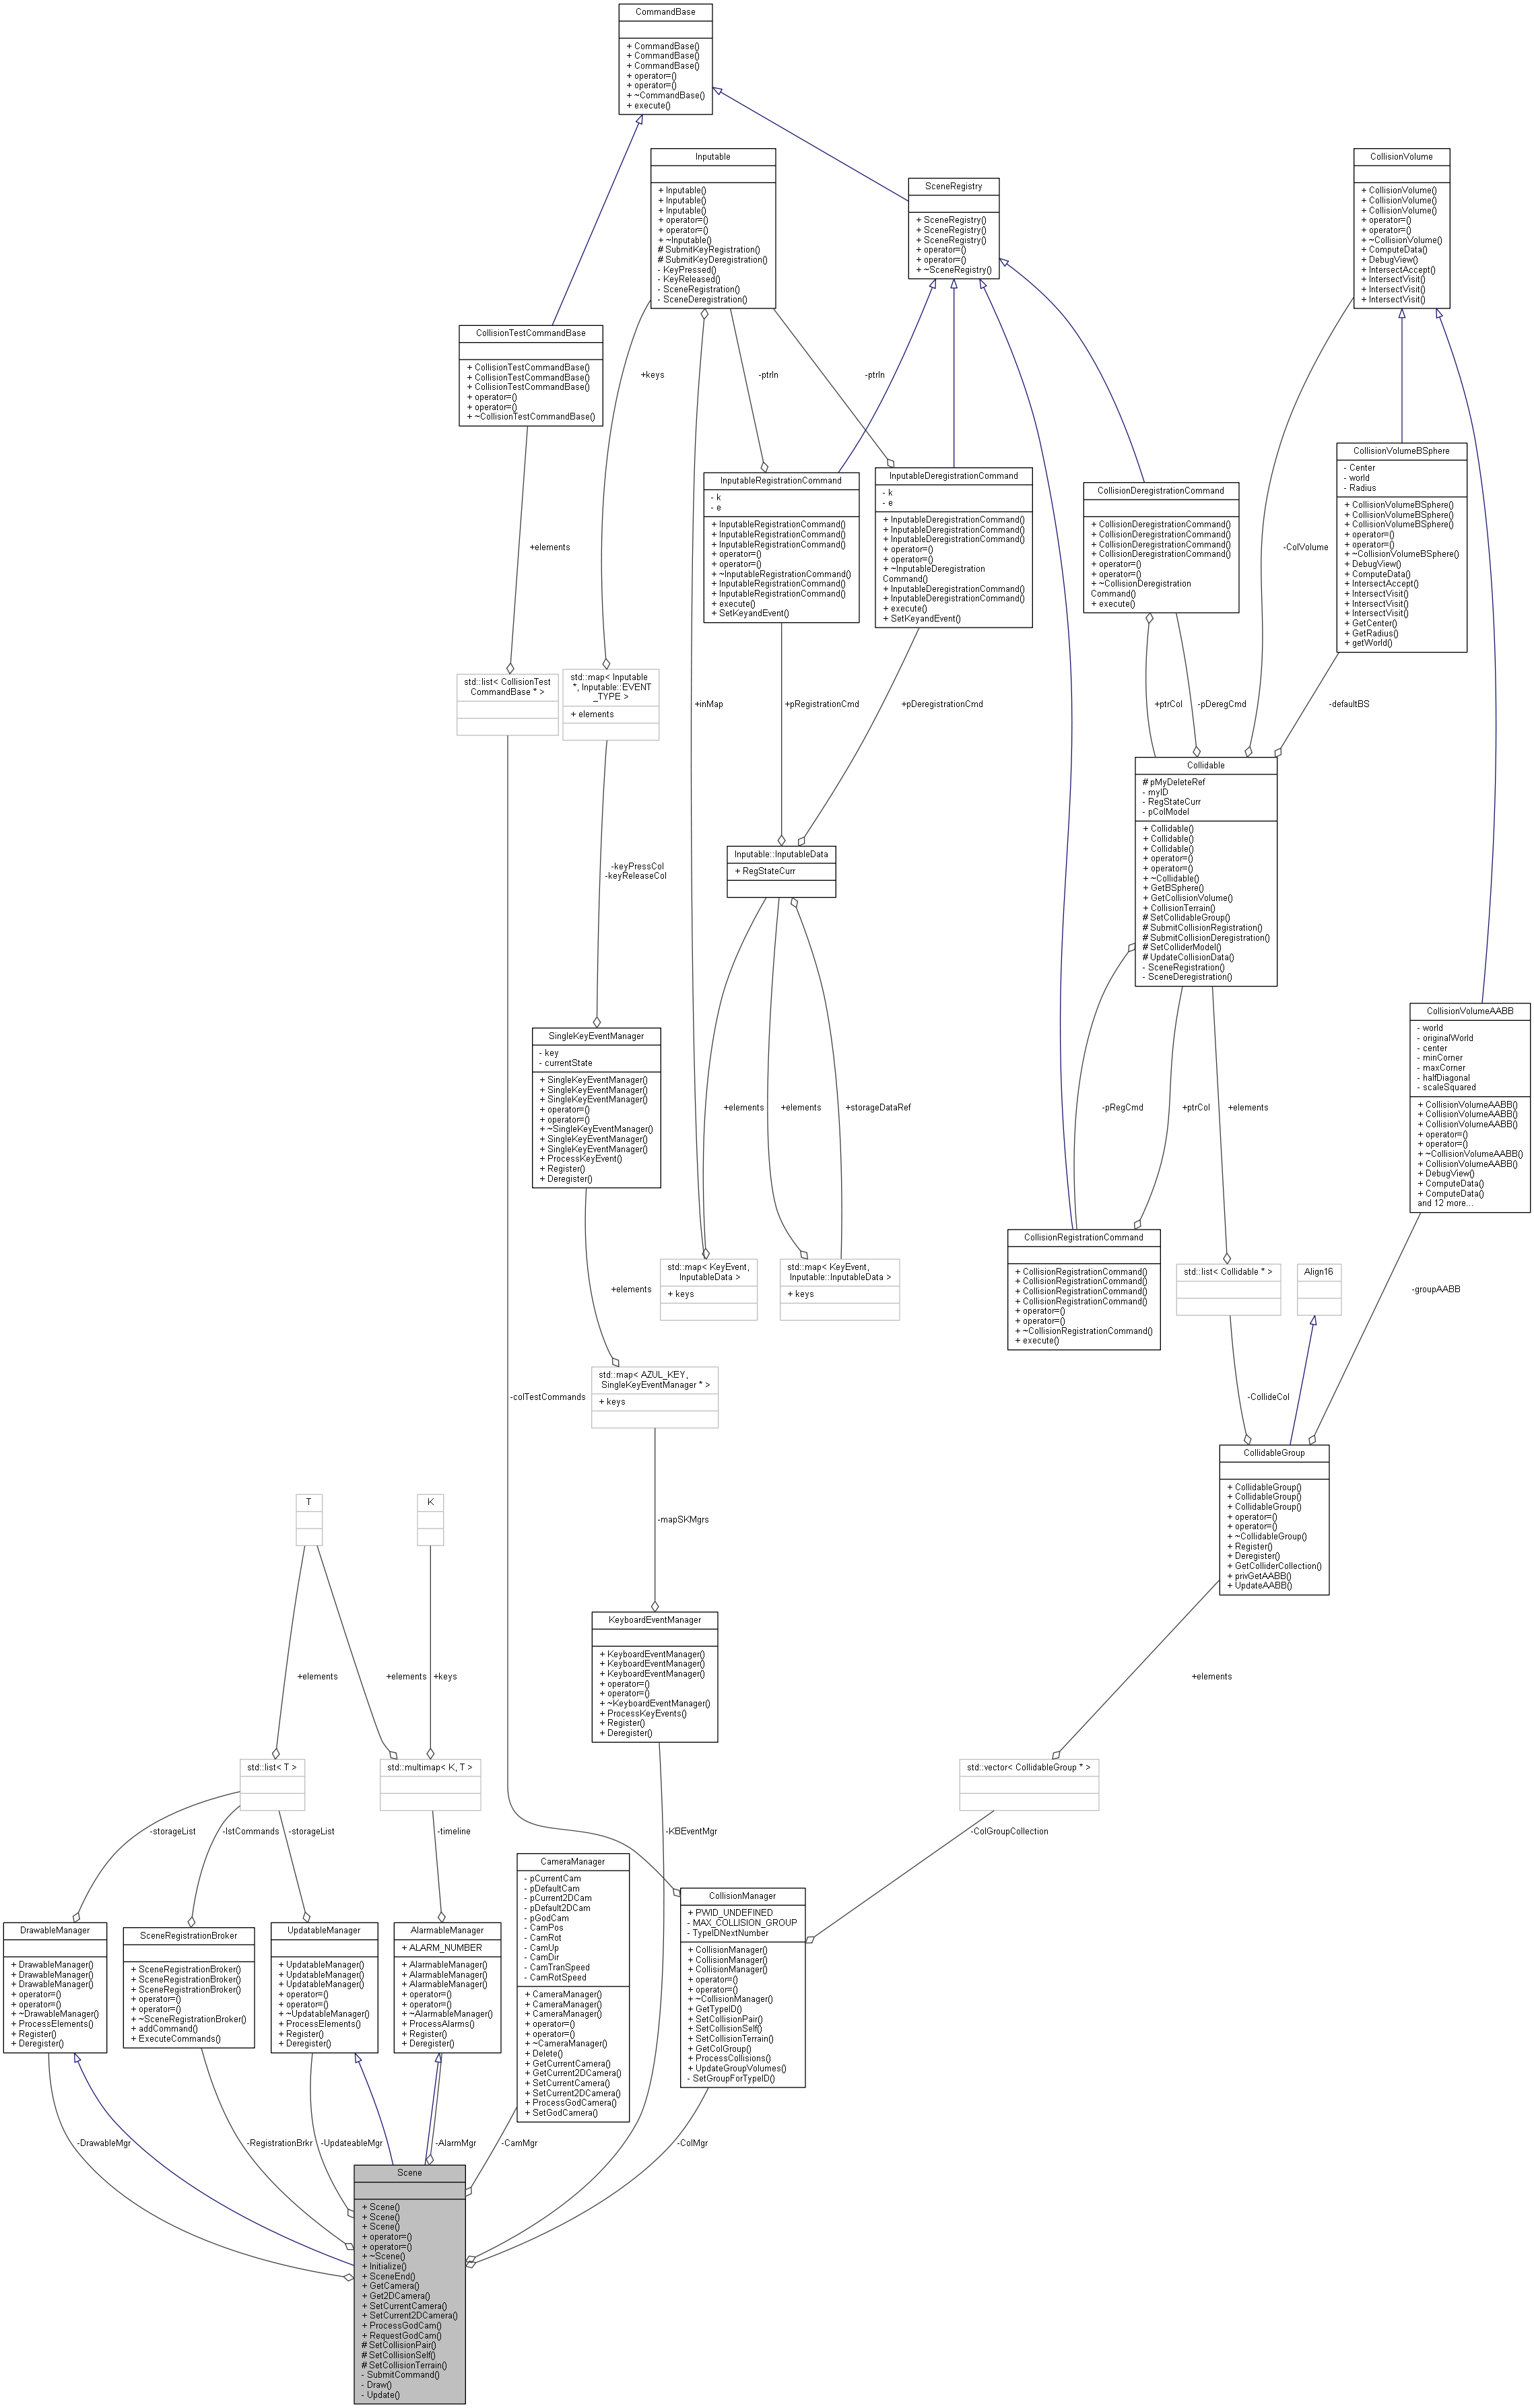 CommandBase
+ CommandBase()
+ CommandBase()
+ CommandBase()
+ operator=()
+ operator=()
+ ~CommandBase()
+ execute()
Inputable
+ Inputable()
+ Inputable()
+ Inputable()
+ operator=()
+ operator=()
+ ~Inputable()
# SubmitKeyRegistration()
# SubmitKeyDeregistration()
- KeyPressed()
- KeyReleased()
- SceneRegistration()
- SceneDeregistration()
SceneRegistry
+ SceneRegistry()
+ SceneRegistry()
+ SceneRegistry()
+ operator=()
+ operator=()
+ ~SceneRegistry()
CollisionVolume
+ CollisionVolume()
+ CollisionVolume()
+ CollisionVolume()
+ operator=()
+ operator=()
+ ~CollisionVolume()
+ ComputeData()
+ DebugView()
+ IntersectAccept()
+ IntersectVisit()
+ IntersectVisit()
+ IntersectVisit()
CollisionTestCommandBase
+ CollisionTestCommandBase()
+ CollisionTestCommandBase()
+ CollisionTestCommandBase()
+ operator=()
+ operator=()
+ ~CollisionTestCommandBase()
+keys
-ptrIn
-ptrIn
InputableRegistrationCommand
- k
- e
+ InputableRegistrationCommand()
+ InputableRegistrationCommand()
+ InputableRegistrationCommand()
+ operator=()
+ operator=()
+ ~InputableRegistrationCommand()
+ InputableRegistrationCommand()
+ InputableRegistrationCommand()
+ execute()
+ SetKeyandEvent()
InputableDeregistrationCommand
- k
- e
+ InputableDeregistrationCommand()
+ InputableDeregistrationCommand()
+ InputableDeregistrationCommand()
+ operator=()
+ operator=()
+ ~InputableDeregistration
Command()
+ InputableDeregistrationCommand()
+ InputableDeregistrationCommand()
+ execute()
+ SetKeyandEvent()
CollisionDeregistrationCommand
+ CollisionDeregistrationCommand()
+ CollisionDeregistrationCommand()
+ CollisionDeregistrationCommand()
+ CollisionDeregistrationCommand()
+ operator=()
+ operator=()
+ ~CollisionDeregistration
Command()
+ execute()
CollisionVolumeBSphere
- Center
- world
- Radius
+ CollisionVolumeBSphere()
+ CollisionVolumeBSphere()
+ CollisionVolumeBSphere()
+ operator=()
+ operator=()
+ ~CollisionVolumeBSphere()
+ DebugView()
+ ComputeData()
+ IntersectAccept()
+ IntersectVisit()
+ IntersectVisit()
+ IntersectVisit()
+ GetCenter()
+ GetRadius()
+ getWorld()
+elements
-ColVolume
std::list< CollisionTest
CommandBase * >
std::map< Inputable
*, Inputable::EVENT
_TYPE >
+ elements
+inMap
+pRegistrationCmd
+pDeregistrationCmd
+ptrCol
-pDeregCmd
-defaultBS
Collidable
# pMyDeleteRef
- myID
- RegStateCurr
- pColModel
+ Collidable()
+ Collidable()
+ Collidable()
+ operator=()
+ operator=()
+ ~Collidable()
+ GetBSphere()
+ GetCollisionVolume()
+ CollisionTerrain()
# SetCollidableGroup()
# SubmitCollisionRegistration()
# SubmitCollisionDeregistration()
# SetColliderModel()
# UpdateCollisionData()
- SceneRegistration()
- SceneDeregistration()
-keyPressCol
-keyReleaseCol
Inputable::InputableData
+ RegStateCurr
CollisionVolumeAABB
- world
- originalWorld
- center
- minCorner
- maxCorner
- halfDiagonal
- scaleSquared
+ CollisionVolumeAABB()
+ CollisionVolumeAABB()
+ CollisionVolumeAABB()
+ operator=()
+ operator=()
+ ~CollisionVolumeAABB()
+ CollisionVolumeAABB()
+ DebugView()
+ ComputeData()
+ ComputeData()
and 12 more...
SingleKeyEventManager
- key
- currentState
+ SingleKeyEventManager()
+ SingleKeyEventManager()
+ SingleKeyEventManager()
+ operator=()
+ operator=()
+ ~SingleKeyEventManager()
+ SingleKeyEventManager()
+ SingleKeyEventManager()
+ ProcessKeyEvent()
+ Register()
+ Deregister()
+elements
+elements
+storageDataRef
-pRegCmd
+ptrCol
+elements
CollisionRegistrationCommand
+ CollisionRegistrationCommand()
+ CollisionRegistrationCommand()
+ CollisionRegistrationCommand()
+ CollisionRegistrationCommand()
+ operator=()
+ operator=()
+ ~CollisionRegistrationCommand()
+ execute()
+elements
std::map< KeyEvent,
InputableData >
+ keys
std::map< KeyEvent,
Inputable::InputableData >
+ keys
std::list< Collidable * >
Align16
-groupAABB
std::map< AZUL_KEY,
SingleKeyEventManager * >
+ keys
-colTestCommands
-CollideCol
CollidableGroup
+ CollidableGroup()
+ CollidableGroup()
+ CollidableGroup()
+ operator=()
+ operator=()
+ ~CollidableGroup()
+ Register()
+ Deregister()
+ GetColliderCollection()
+ privGetAABB()
+ UpdateAABB()
T
K
-mapSKMgrs
KeyboardEventManager
+ KeyboardEventManager()
+ KeyboardEventManager()
+ KeyboardEventManager()
+ operator=()
+ operator=()
+ ~KeyboardEventManager()
+ ProcessKeyEvents()
+ Register()
+ Deregister()
+elements
+elements
+keys
+elements
std::list< T >
std::multimap< K, T >
std::vector< CollidableGroup * >
-storageList
-lstCommands
-storageList
-timeline
-KBEventMgr
-ColGroupCollection
DrawableManager
+ DrawableManager()
+ DrawableManager()
+ DrawableManager()
+ operator=()
+ operator=()
+ ~DrawableManager()
+ ProcessElements()
+ Register()
+ Deregister()
SceneRegistrationBroker
+ SceneRegistrationBroker()
+ SceneRegistrationBroker()
+ SceneRegistrationBroker()
+ operator=()
+ operator=()
+ ~SceneRegistrationBroker()
+ addCommand()
+ ExecuteCommands()
UpdatableManager
+ UpdatableManager()
+ UpdatableManager()
+ UpdatableManager()
+ operator=()
+ operator=()
+ ~UpdatableManager()
+ ProcessElements()
+ Register()
+ Deregister()
AlarmableManager
+ ALARM_NUMBER
+ AlarmableManager()
+ AlarmableManager()
+ AlarmableManager()
+ operator=()
+ operator=()
+ ~AlarmableManager()
+ ProcessAlarms()
+ Register()
+ Deregister()
CameraManager
- pCurrentCam
- pDefaultCam
- pCurrent2DCam
- pDefault2DCam
- pGodCam
- CamPos
- CamRot
- CamUp
- CamDir
- CamTranSpeed
- CamRotSpeed
+ CameraManager()
+ CameraManager()
+ CameraManager()
+ operator=()
+ operator=()
+ ~CameraManager()
+ Delete()
+ GetCurrentCamera()
+ GetCurrent2DCamera()
+ SetCurrentCamera()
+ SetCurrent2DCamera()
+ ProcessGodCamera()
+ SetGodCamera()
CollisionManager
+ PWID_UNDEFINED
- MAX_COLLISION_GROUP
- TypeIDNextNumber
+ CollisionManager()
+ CollisionManager()
+ CollisionManager()
+ operator=()
+ operator=()
+ ~CollisionManager()
+ GetTypeID()
+ SetCollisionPair()
+ SetCollisionSelf()
+ SetCollisionTerrain()
+ GetColGroup()
+ ProcessCollisions()
+ UpdateGroupVolumes()
- SetGroupForTypeID()
-DrawableMgr
-RegistrationBrkr
-UpdateableMgr
-AlarmMgr
-CamMgr
-ColMgr
Scene
+ Scene()
+ Scene()
+ Scene()
+ operator=()
+ operator=()
+ ~Scene()
+ Initialize()
+ SceneEnd()
+ GetCamera()
+ Get2DCamera()
+ SetCurrentCamera()
+ SetCurrent2DCamera()
+ ProcessGodCam()
+ RequestGodCam()
# SetCollisionPair()
# SetCollisionSelf()
# SetCollisionTerrain()
- SubmitCommand()
- Draw()
- Update()